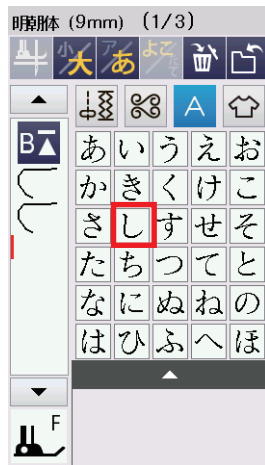 明朝体 (9mm) (1/3)
小大 アあ よこたて
A
B
あいうえお
かきくけこ
さしすせそ
たちつてと
なにぬねの
はひふへほ
F